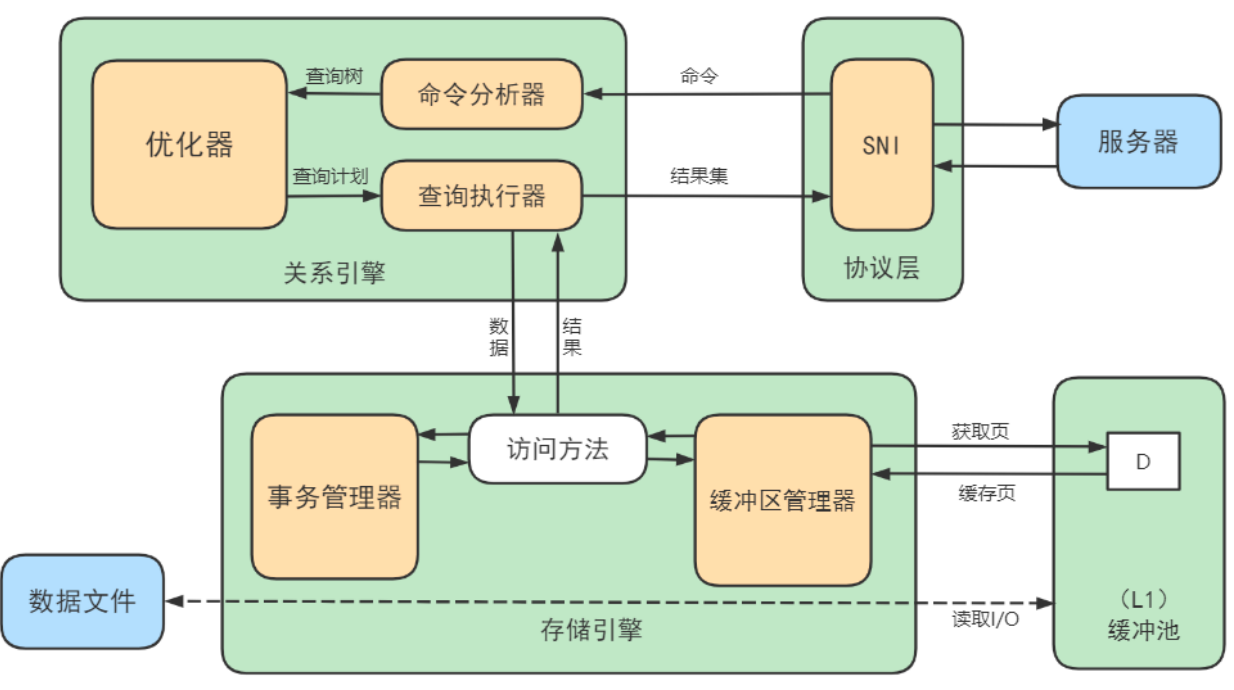 查询树
命令分析器
命令
优化器
SNI
服务器
查询计划
查询执行器
结果集
关系引擎
协议层
数据
结果
访问方法
获取页
D
事务管理器
缓冲区管理器
缓存页
数据文件
（L1）
缓冲池
读取I/O
存储引擎